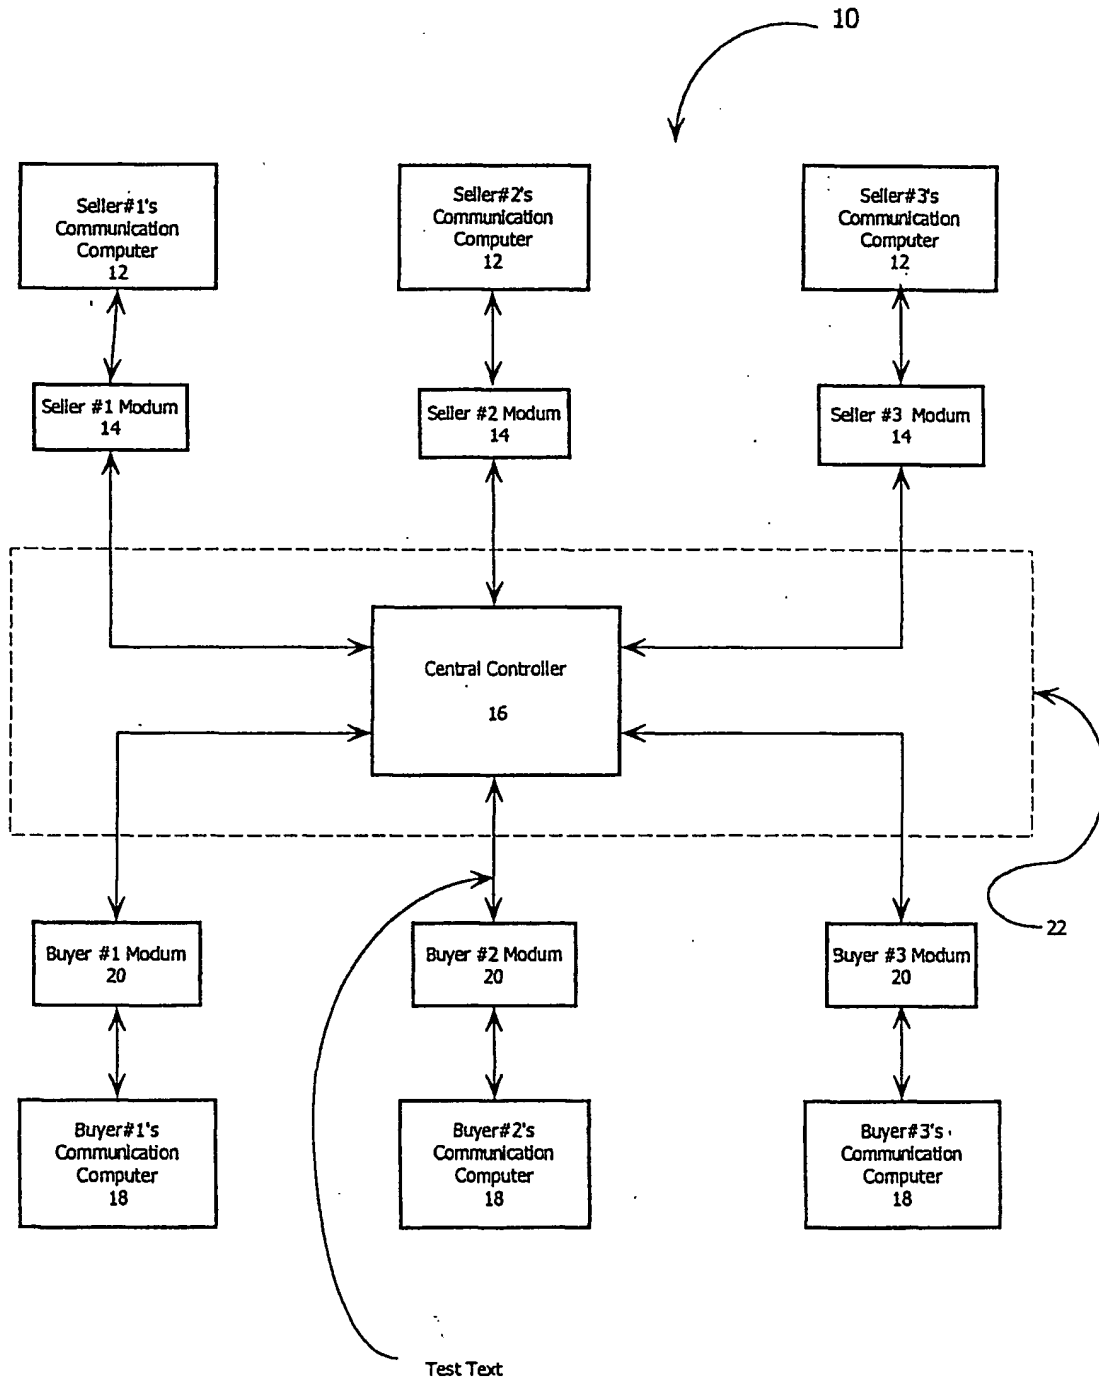 10
Seller#1's
Communication
Computer
12
Seller#2's
Communication
Computer
12
Seller#3's
Communication
Computer
12
Seller #1 Modum
14
Seller #2 Modum
14
Seller #3 Modum
14
Central Controller
16
22
Buyer #1 Modum
20
Buyer #2 Modum
20
Buyer #3 Modum
20
Buyer#1's
Communication
Computer
18
Buyer#2's
Communication
Computer
18
Buyer#3's
Communication
Computer
18
Test Text